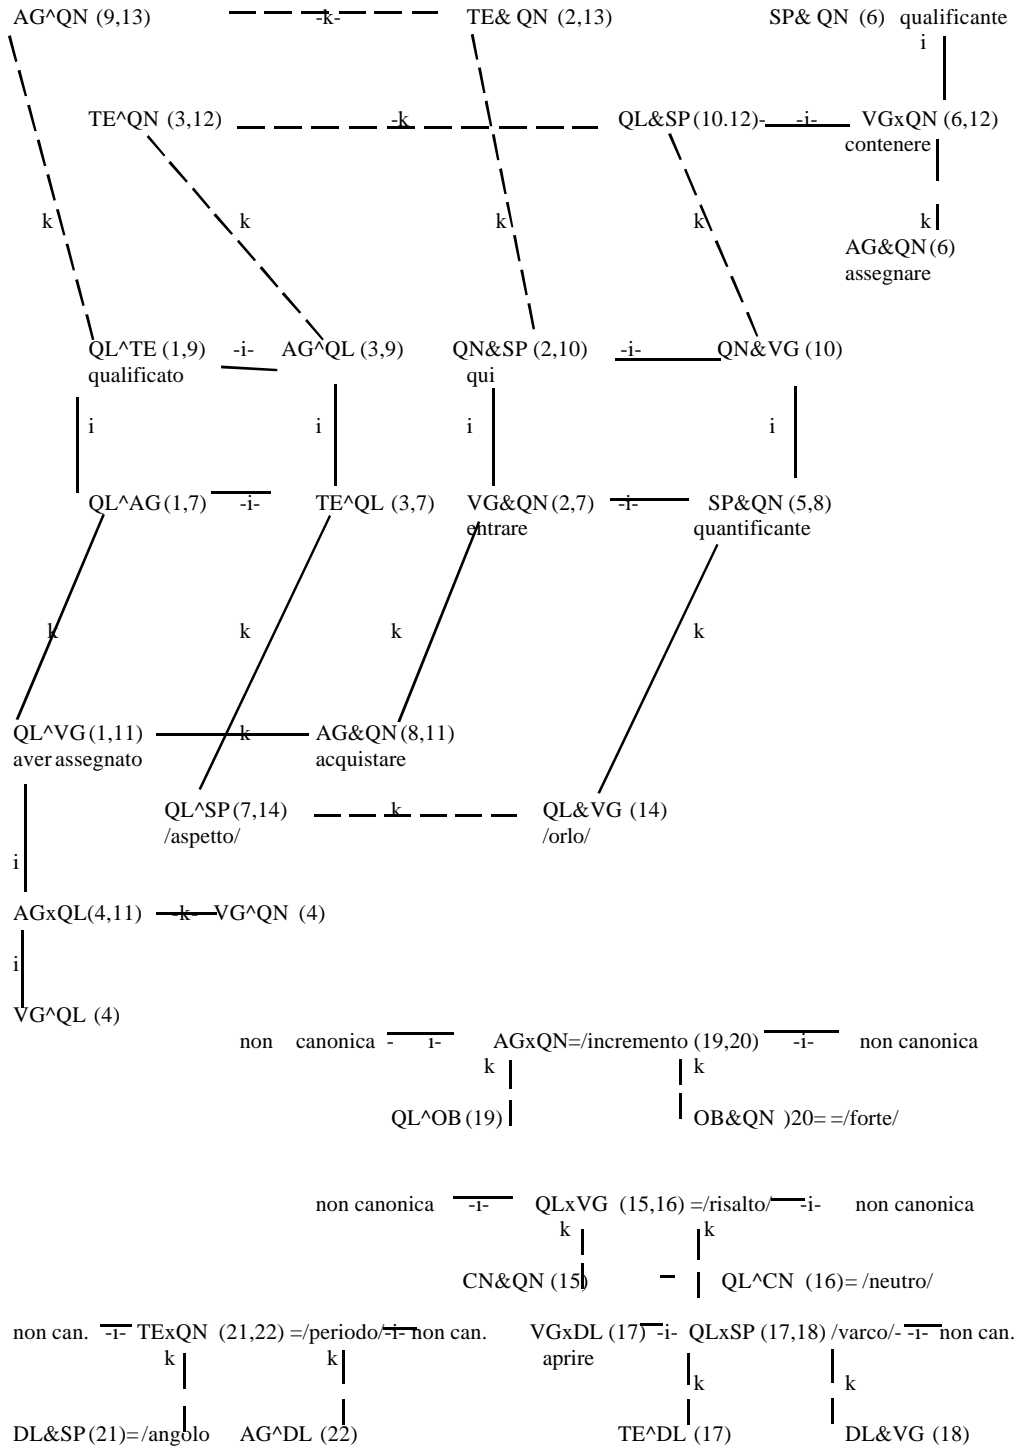 AG^QN (9,13) -k- TE& QN (2,13) SP& QN (6) qualificante
i
TE^QN (3,12) -k QL&SP (10.12)- -i- VGxQN (6,12)
contenere
k k k k k
AG&QN (6)
assegnare
QL^TE (1,9) -i- AG^QL (3,9) QN&SP (2,10) -i- QN&VG (10)
qualificato qui
i i i i
QL^AG (1,7) -i- TE^QL (3,7) VG&QN (2,7) -i- SP&QN (5,8)
entrare quantificante
k k k k
QL^VG (1,11) k AG&QN (8,11)
aver assegnato acquistare
QL^SP (7,14) k QL&VG (14)
/aspetto/ /orlo/
i
AGxQL(4,11) -k- VG^QN (4)
i
VG^QL (4)
non canonica - i- AGxQN=/incremento (19,20) -i- non canonica
k k
QL^OB (19) OB&QN )20= =/forte/
non canonica -i- QLxVG (15,16) =/risalto/ -i- non canonica
k k
CN&QN (15) QL^CN (16)= /neutro/
non can. -i- TExQN (21,22) =/periodo/ -i- non can. VGxDL (17) -i- QLxSP (17,18) /varco/- -i- non can.
k k aprire
k k
DL&SP (21)=/angolo AG^DL (22) TE^DL (17) DL&VG (18)